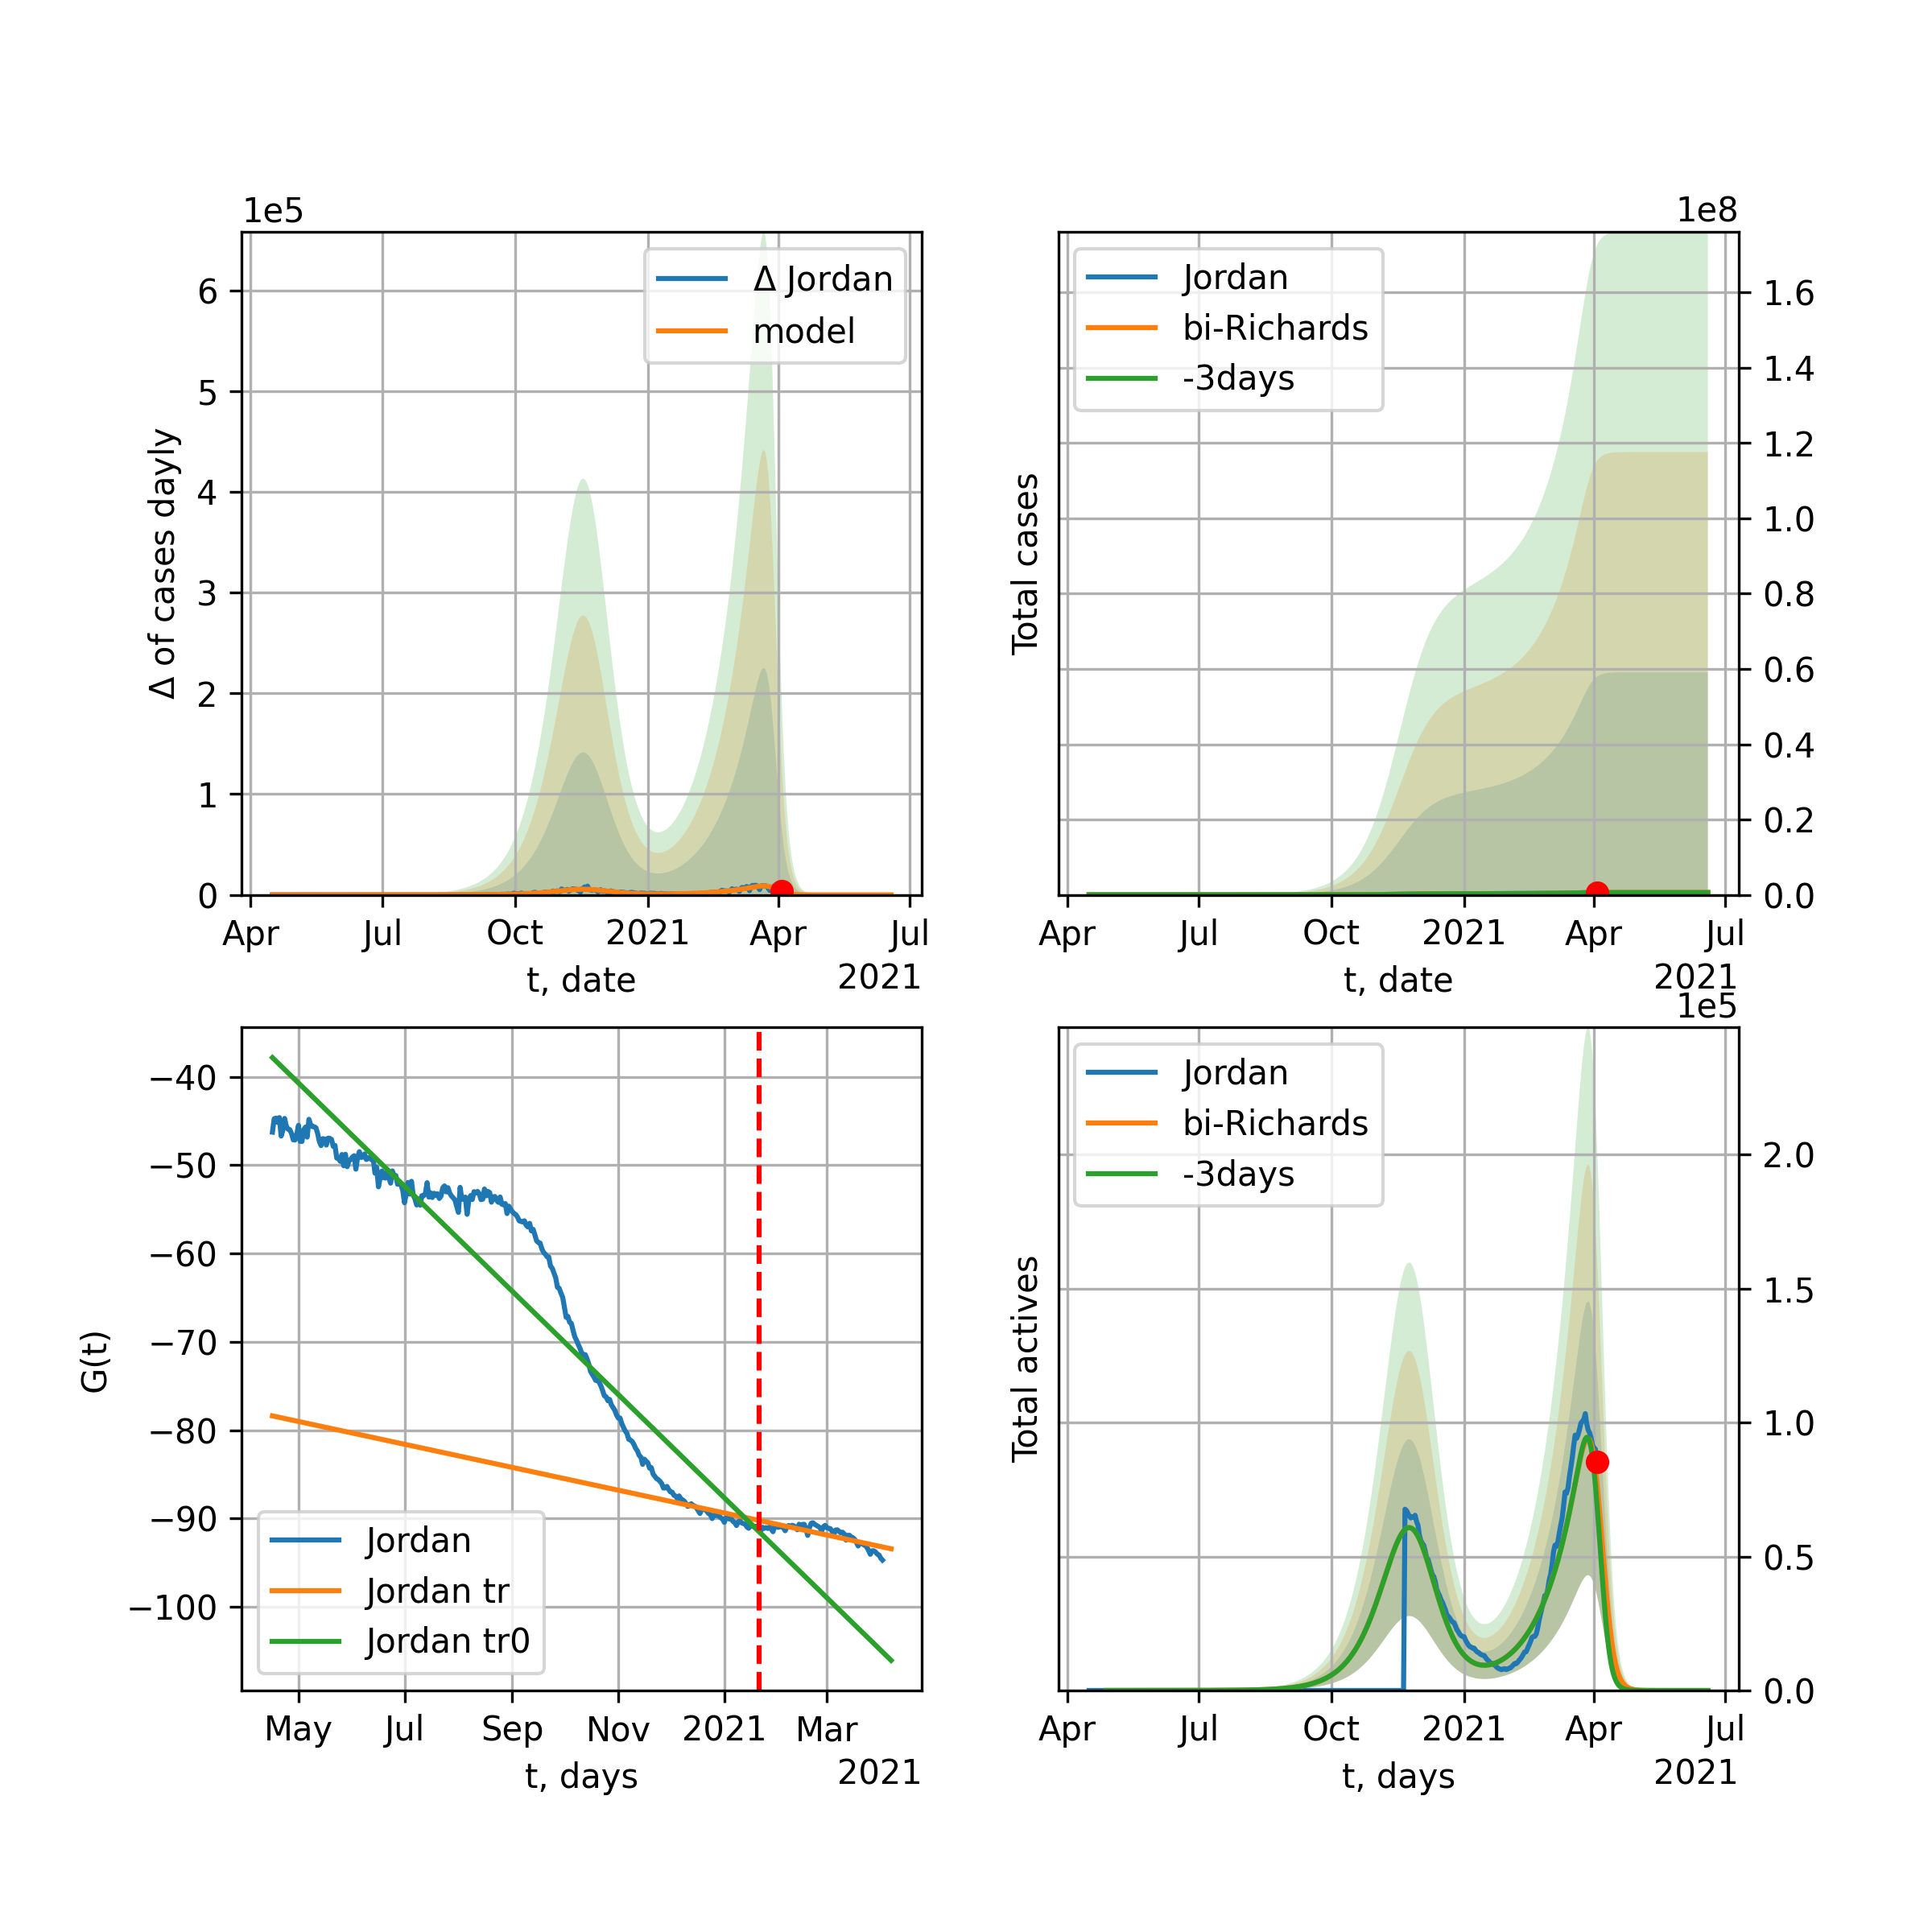 1e5
Δ of cases dayly
6
5
4
3
2
1
0
Δ Jordan
model
Apr
Jul
Oct
2021
Apr
Jul
t, date
2021
1e8
Total cases
Jordan
bi-Richards
-3days
1.6
1.4
1.2
1.0
0.8
0.6
0.4
0.2
0.0
Apr
Jul
Oct
2021
Apr
Jul
t, date
2021
G(t)
−40
−50
−60
−70
−80
−90
−100
Jordan
Jordan tr
Jordan tr0
May
Jul
Sep
Nov
2021
Mar
t, days
2021
1e5
Total actives
Jordan
bi-Richards
-3days
2.0
1.5
1.0
0.5
0.0
Apr
Jul
Oct
2021
Apr
Jul
t, days
2021